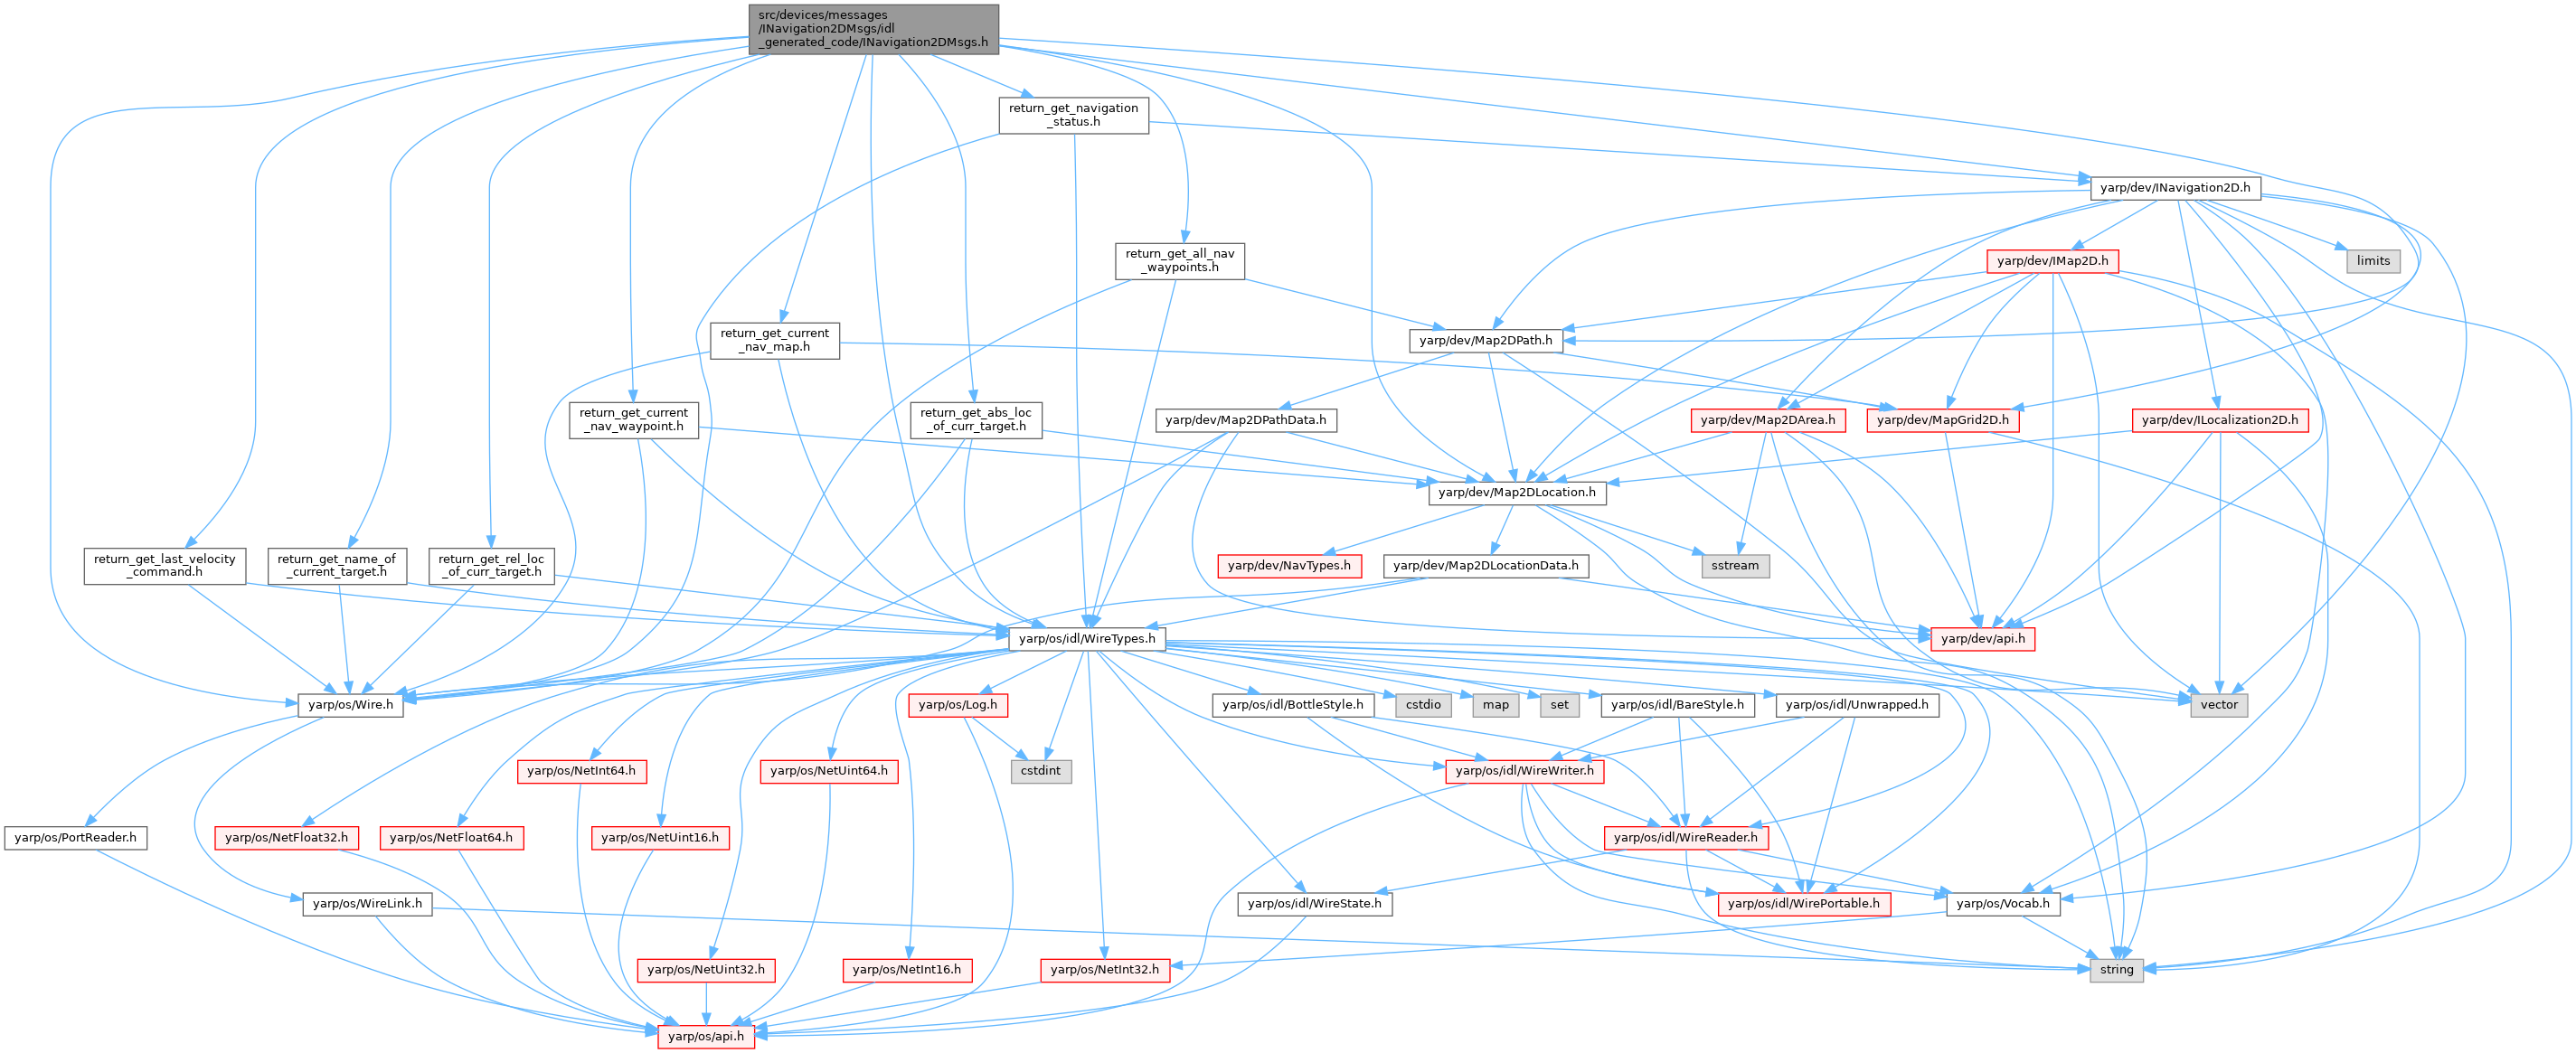 src/devices/messages
/INavigation2DMsgs/idl
_generated_code/INavigation2DMsgs.h
return_get_navigation
_status.h
yarp/dev/INavigation2D.h
return_get_all_nav
_waypoints.h
yarp/dev/IMap2D.h
limits
return_get_current
_nav_map.h
yarp/dev/Map2DPath.h
return_get_current
_nav_waypoint.h
return_get_abs_loc
_of_curr_target.h
yarp/dev/Map2DPathData.h
yarp/dev/Map2DArea.h
yarp/dev/MapGrid2D.h
yarp/dev/ILocalization2D.h
yarp/dev/Map2DLocation.h
return_get_last_velocity
_command.h
return_get_name_of
_current_target.h
return_get_rel_loc
_of_curr_target.h
yarp/dev/NavTypes.h
yarp/dev/Map2DLocationData.h
sstream
yarp/os/idl/WireTypes.h
yarp/dev/api.h
yarp/os/Wire.h
yarp/os/Log.h
yarp/os/idl/BottleStyle.h
cstdio
map
set
yarp/os/idl/BareStyle.h
yarp/os/idl/Unwrapped.h
vector
yarp/os/NetInt64.h
yarp/os/NetUint64.h
cstdint
yarp/os/idl/WireWriter.h
yarp/os/PortReader.h
yarp/os/NetFloat32.h
yarp/os/NetFloat64.h
yarp/os/NetUint16.h
yarp/os/idl/WireReader.h
yarp/os/WireLink.h
yarp/os/idl/WireState.h
yarp/os/idl/WirePortable.h
yarp/os/Vocab.h
yarp/os/NetUint32.h
yarp/os/NetInt16.h
yarp/os/NetInt32.h
string
yarp/os/api.h